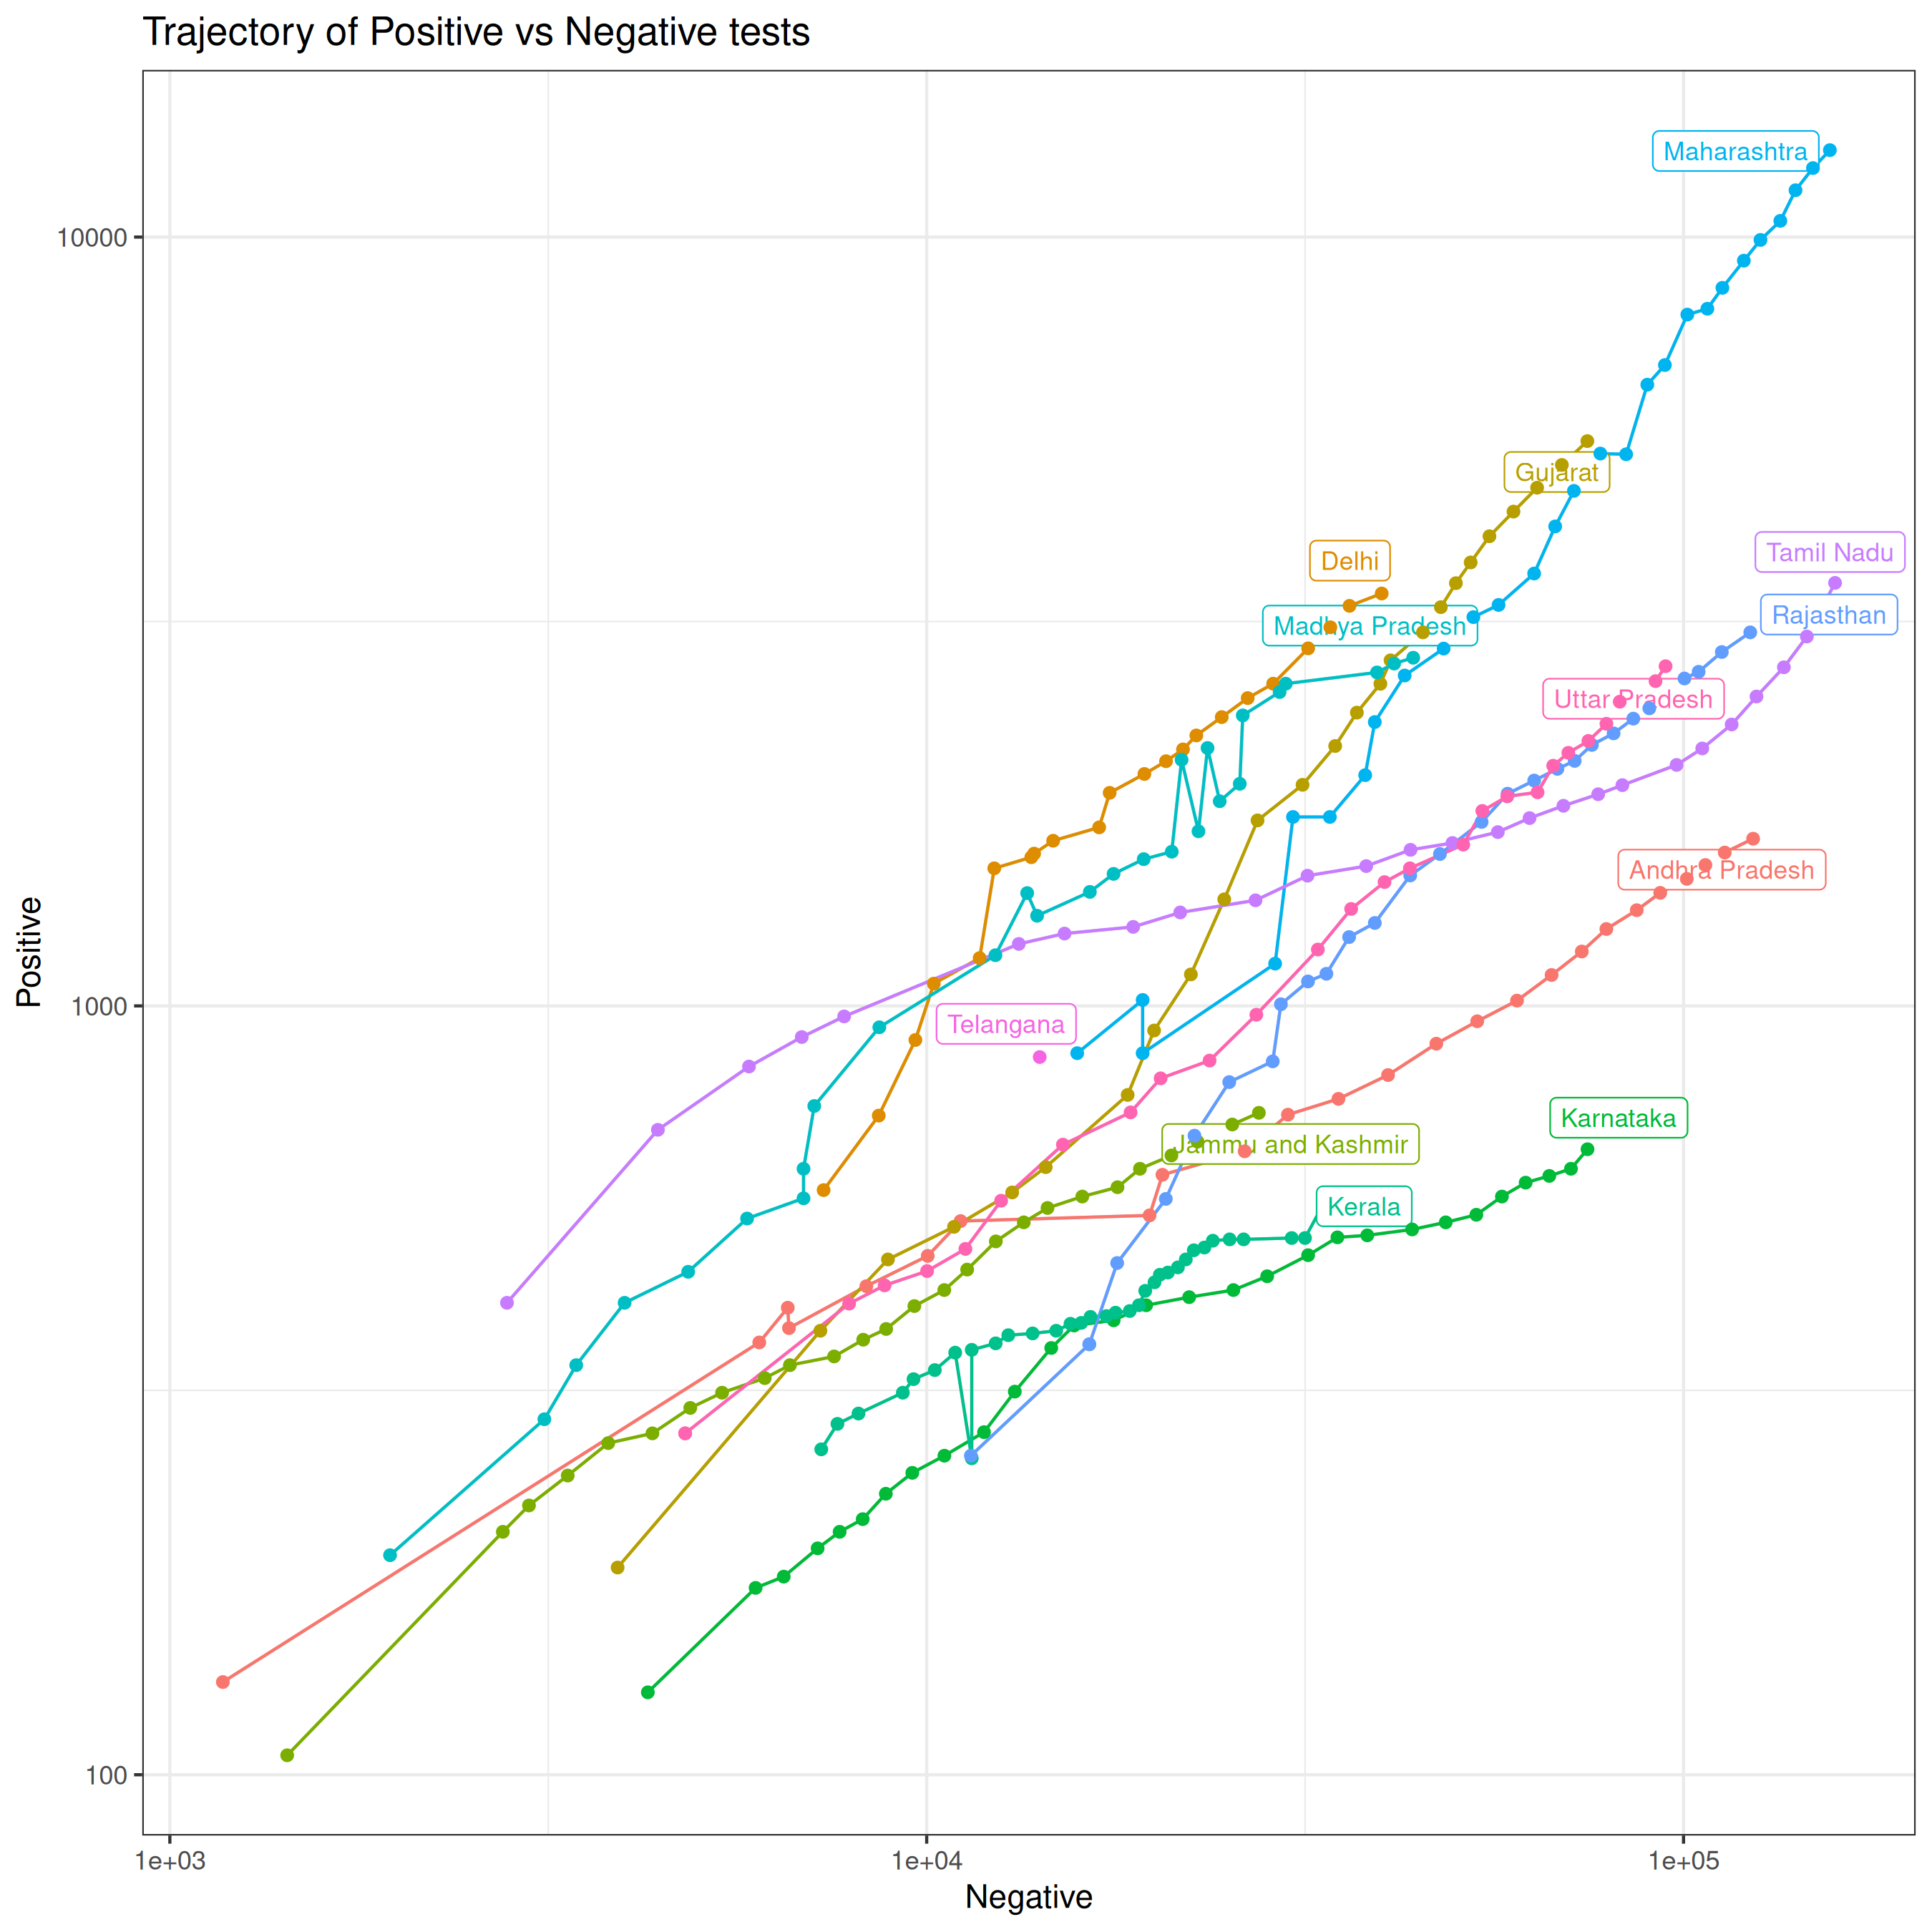 Trajectory of Positive vs Negative tests
Maharashtra
10000
Gujarat
Tamil Nadu
Delhi
Rajasthan
Madhya Pradesh
Uttar Pradesh
Andhra Pradesh
Positive
1000
Telangana
Karnataka
Jammu and Kashmir
Kerala
100
1e+03 1e+04 1e+05
Negative